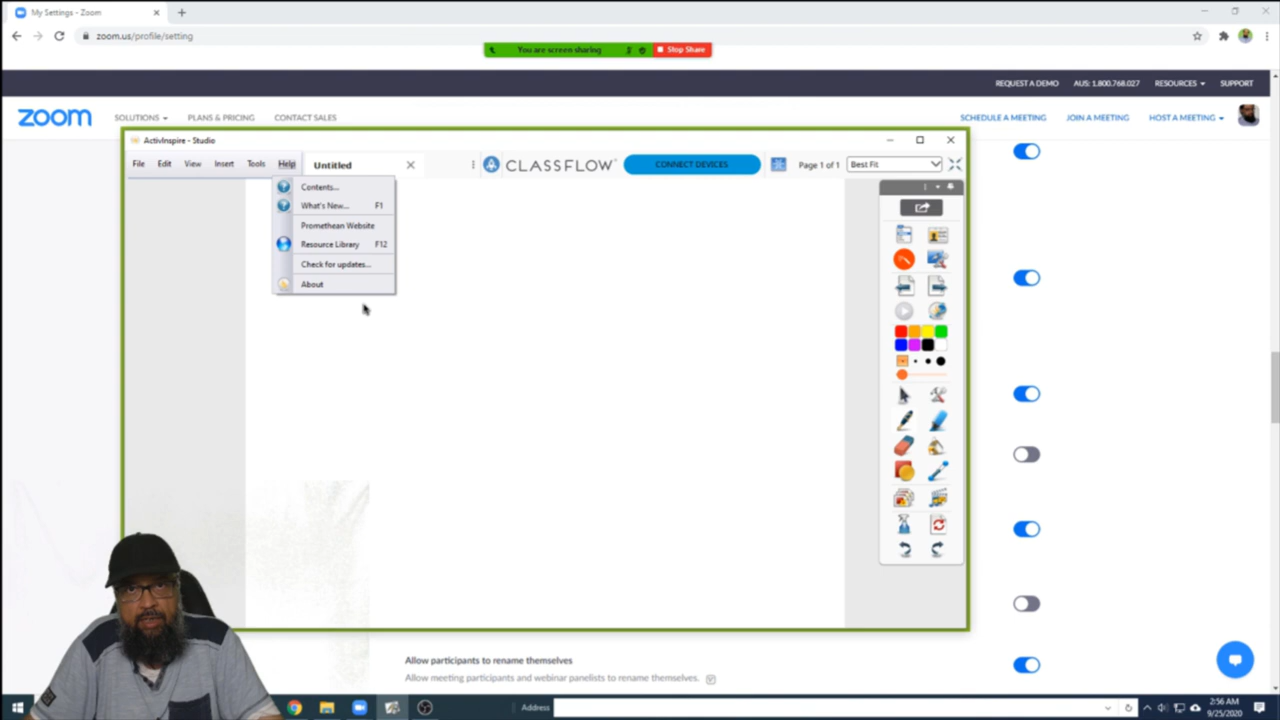 My Settings - Zoom
zoom.us/profile/setting
You are screen sharing
Stop Share
REQUEST A DEMO
AUS: 1.800.768.027
RESOURCES
SUPPORT
zoom
SOLUTIONS
PLANS & PRICING
CONTACT SALES
SCHEDULE A MEETING
JOIN A MEETING
HOST A MEETING
ActivInspire - Studio
File
Edit
View
Insert
Tools
Help
Untitled
CLASSFLOW
CONNECT DEVICES
Page 1 of 1
Best Fit
Contents...
What's New... F1
Promethean Website
Resource Library F12
Check for updates...
About
Allow participants to rename themselves
Allow meeting participants and webinar panelists to rename themselves.
Address
2:56 AM
9/25/2020